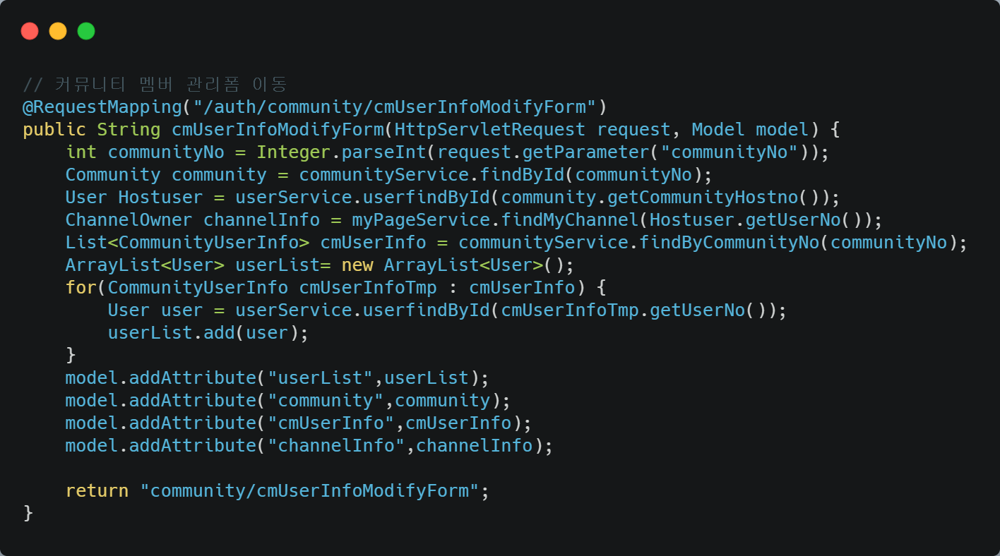 // 커뮤니티 멤버 관리폼 이동
@RequestMapping("/auth/community/cmUserInfoModifyForm")
public String cmUserInfoModifyForm(HttpServletRequest request, Model model) {
    int communityNo = Integer.parseInt(request.getParameter("communityNo"));
    Community community = communityService.findById(communityNo);
    User Hostuser = userService.userfindById(community.getCommunityHostno());
    ChannelOwner channelInfo = myPageService.findMyChannel(Hostuser.getUserNo());
    List<CommunityUserInfo> cmUserInfo = communityService.findByCommunityNo(communityNo);
    ArrayList<User> userList= new ArrayList<User>();
    for(CommunityUserInfo cmUserInfoTmp : cmUserInfo) {
        User user = userService.userfindById(cmUserInfoTmp.getUserNo());
        userList.add(user);
    }
    model.addAttribute("userList",userList);
    model.addAttribute("community",community);
    model.addAttribute("cmUserInfo",cmUserInfo);
    model.addAttribute("channelInfo",channelInfo);

    return "community/cmUserInfoModifyForm";
}